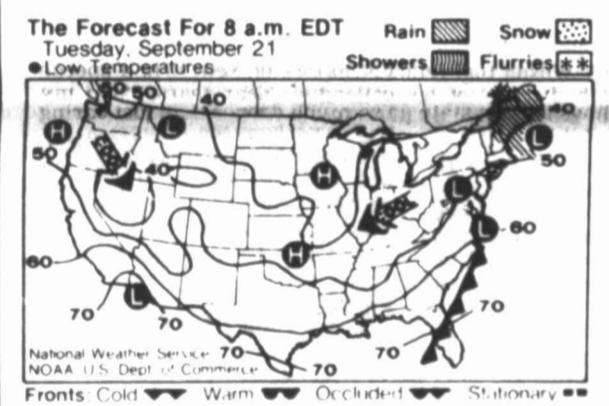 The Forecast For 8 a.m. EDT
Tuesday, September 21
Low Temperatures
Rain Snow
Showers Flurries
60 50 40 40
H L L
50 50
40 H
L
L 60
H
60
L
70 70 70 70
National Weather Service 70 70
NOAA U.S. Dept of Commerce
Fronts: Cold Warm Occluded Stationary